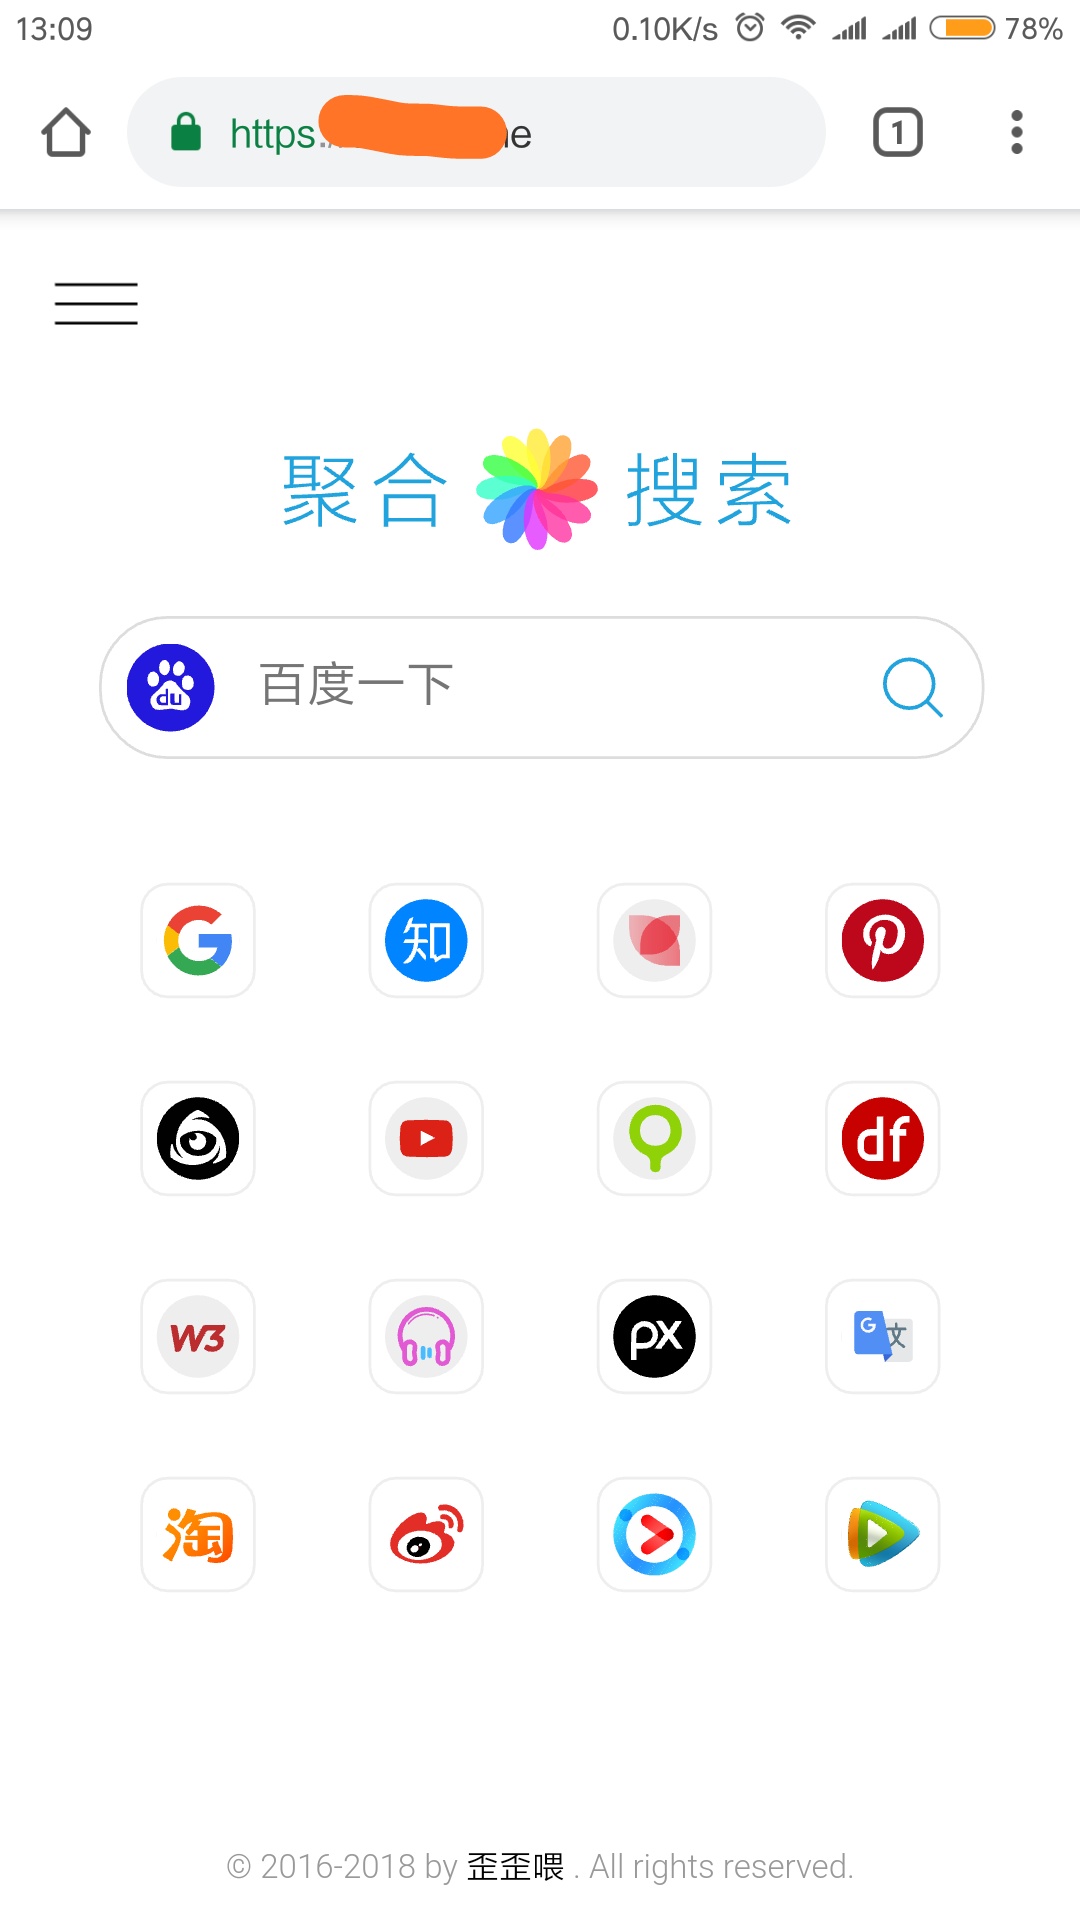 13:09 0.10K/s 78%
https:/ e 1
聚合 搜索
du 百度一下
G 知
df
W3 px G 文
淘
© 2016-2018 by 歪歪喂 . All rights reserved.